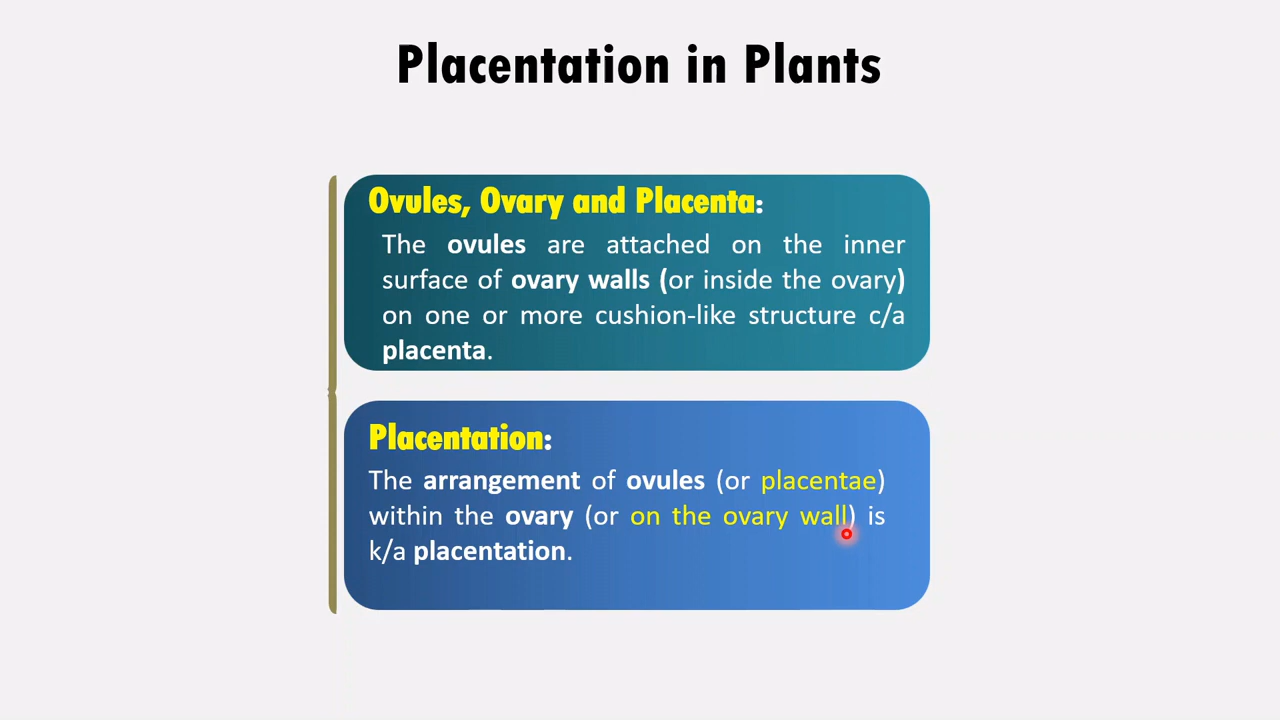 Placentation in Plants
Ovules, Ovary and Placenta:
The ovules are attached on the inner
surface of ovary walls (or inside the ovary)
on one or more cushion-like structure c/a
placenta.
Placentation:
The arrangement of ovules (or placentae)
within the ovary (or on the ovary wall) is
k/a placentation.